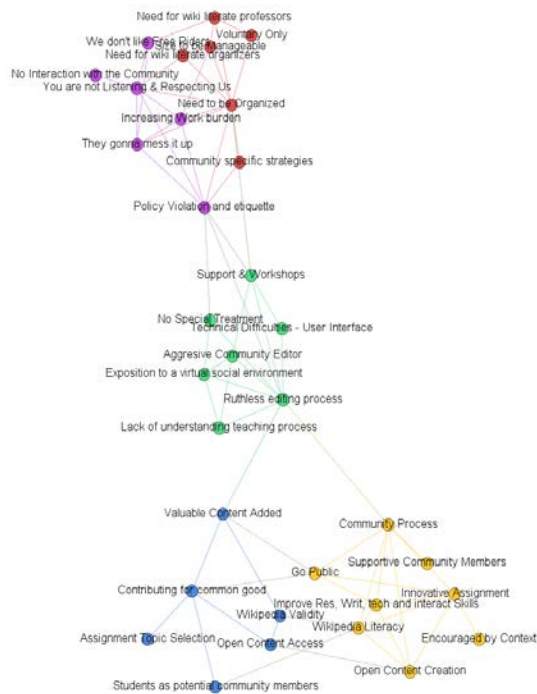 Need for wiki literate professors
Voluntary Only
We don't like Free Riders
Size to be Manageable
Need for wiki literate organizers
No Interaction with the Community
You are not Listening & Respecting Us
Need to be Organized
Increasing Work burden
They gonna mess it up
Community specific strategies
Policy Violation and etiquette
Support & Workshops
No Special Treatment
Technical Difficulties - User Interface
Aggresive Community Editor
Exposition to a virtual social environment
Ruthless editing process
Lack of understanding teaching process
Valuable Content Added
Community Process
Supportive Community Members
Go Public
Contributing for common good
Innovative Assignment
Improve Res, Writ, tech and interact Skills
Wikipedia Validity
Wikipedia Literacy
Assignment Topic Selection
Open Content Access
Encouraged by Context
Open Content Creation
Students as potential community members